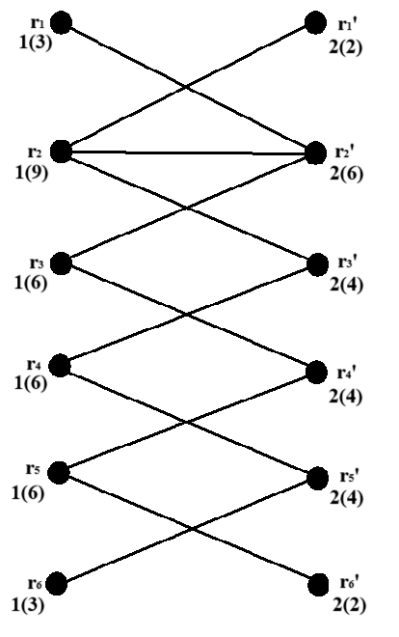 r₁ r₁'
1(3) 2(2)
r₂ r₂'
1(9) 2(6)
r₃ r₃'
1(6) 2(4)
r₄ r₄'
1(6) 2(4)
r₅ r₅'
1(6) 2(4)
r₆ r₆'
1(3) 2(2)